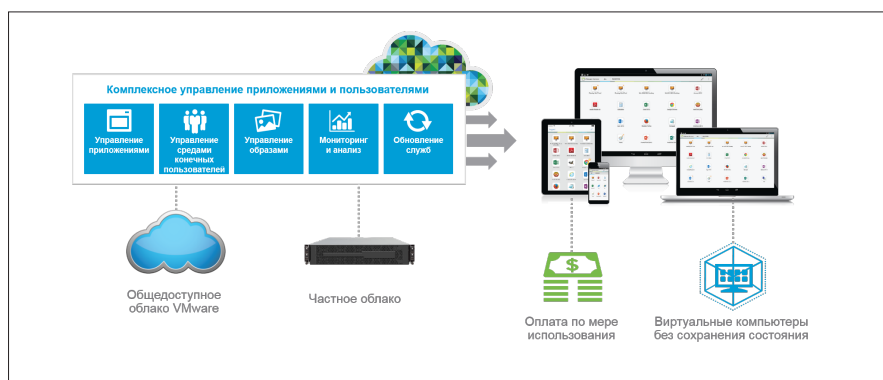 Комплексное управление приложениями и пользователями
Управление
приложениями
Управление
средами
конечных
пользователей
Управление
образами
Мониторинг
и анализ
Обновление
служб
Общедоступное
облако VMware
Частное облако
$
Оплата по мере
использования
Виртуальные компьютеры
без сохранения состояния